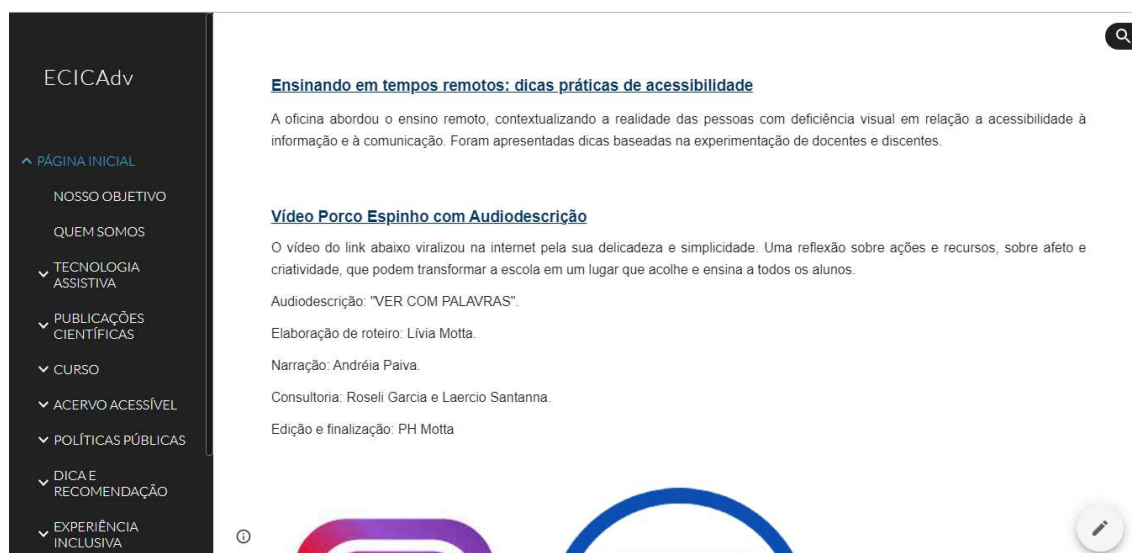 ECICAdv
PÁGINA INICIAL
NOSSO OBJETIVO
QUEM SOMOS
TECNOLOGIA
ASSISTIVA
PUBLICAÇÕES
CIENTÍFICAS
CURSO
ACERVO ACESSÍVEL
POLÍTICAS PÚBLICAS
DICA E
RECOMENDAÇÃO
EXPERIÊNCIA
INCLUSIVA
Ensinando em tempos remotos: dicas práticas de acessibilidade
A oficina abordou o ensino remoto, contextualizando a realidade das pessoas com deficiência visual em relação a acessibilidade à
informação e à comunicação. Foram apresentadas dicas baseadas na experimentação de docentes e discentes.
Vídeo Porco Espinho com Audiodescrição
O vídeo do link abaixo viralizou na internet pela sua delicadeza e simplicidade. Uma reflexão sobre ações e recursos, sobre afeto e
criatividade, que podem transformar a escola em um lugar que acolhe e ensina a todos os alunos.
Audiodescrição: "VER COM PALAVRAS".
Elaboração de roteiro: Lívia Motta.
Narração: Andréia Paiva.
Consultoria: Roseli Garcia e Laercio Santanna.
Edição e finalização: PH Motta